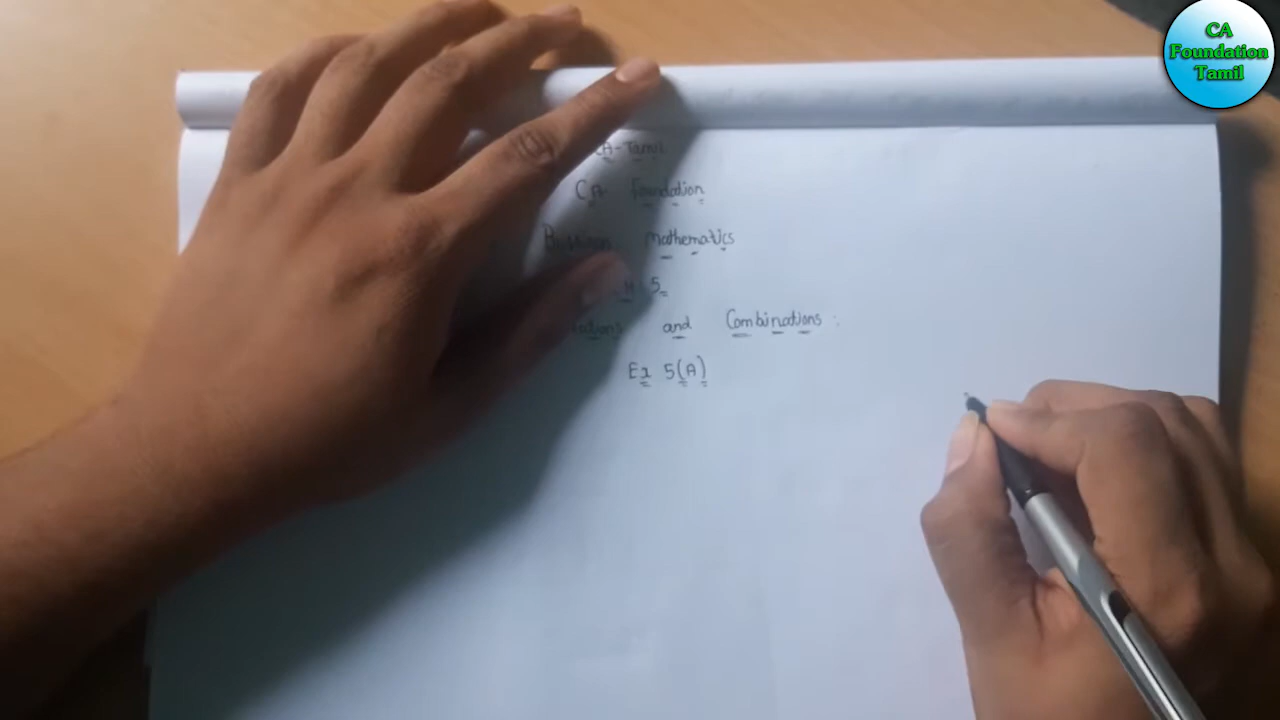 CA
Foundation
Tamil
CA-Tamil
CA Foundation
Business Mathematics
5
and Combinations :
Ex 5(A)